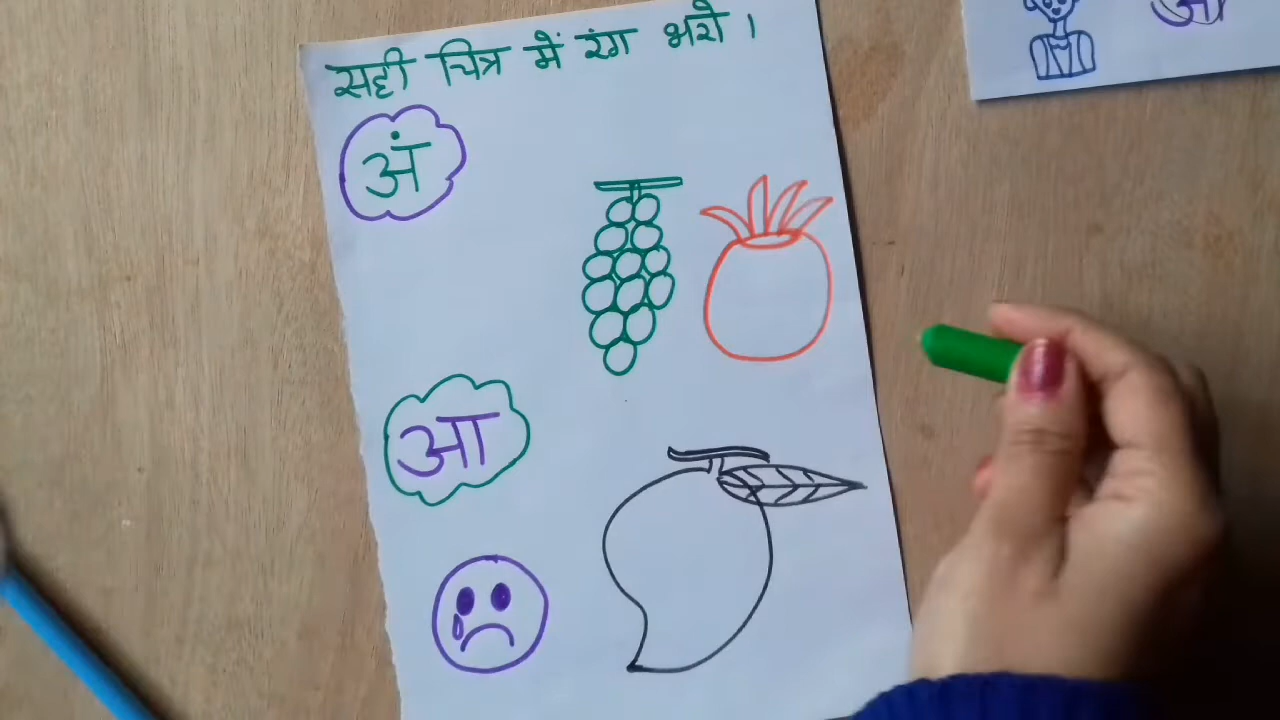 सही चित्र में रंग भरो ।
अं
आ